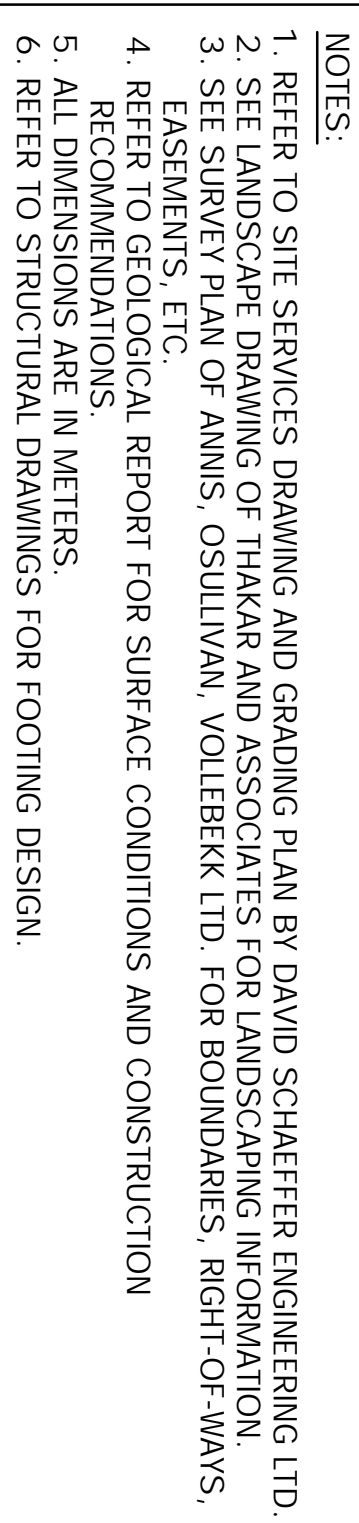 NOTES:
1. REFER TO SITE SERVICES DRAWING AND GRADING PLAN BY DAVID SCHAEFFER ENGINEERING LTD.
2. SEE LANDSCAPE DRAWING OF THAKAR AND ASSOCIATES FOR LANDSCAPING INFORMATION.
3. SEE SURVEY PLAN OF ANNIS, OSULLIVAN, VOLLEBEKK LTD. FOR BOUNDARIES, RIGHT-OF-WAYS,
EASEMENTS, ETC.
4. REFER TO GEOLOGICAL REPORT FOR SURFACE CONDITIONS AND CONSTRUCTION
RECOMMENDATIONS.
5. ALL DIMENSIONS ARE IN METERS.
6. REFER TO STRUCTURAL DRAWINGS FOR FOOTING DESIGN.